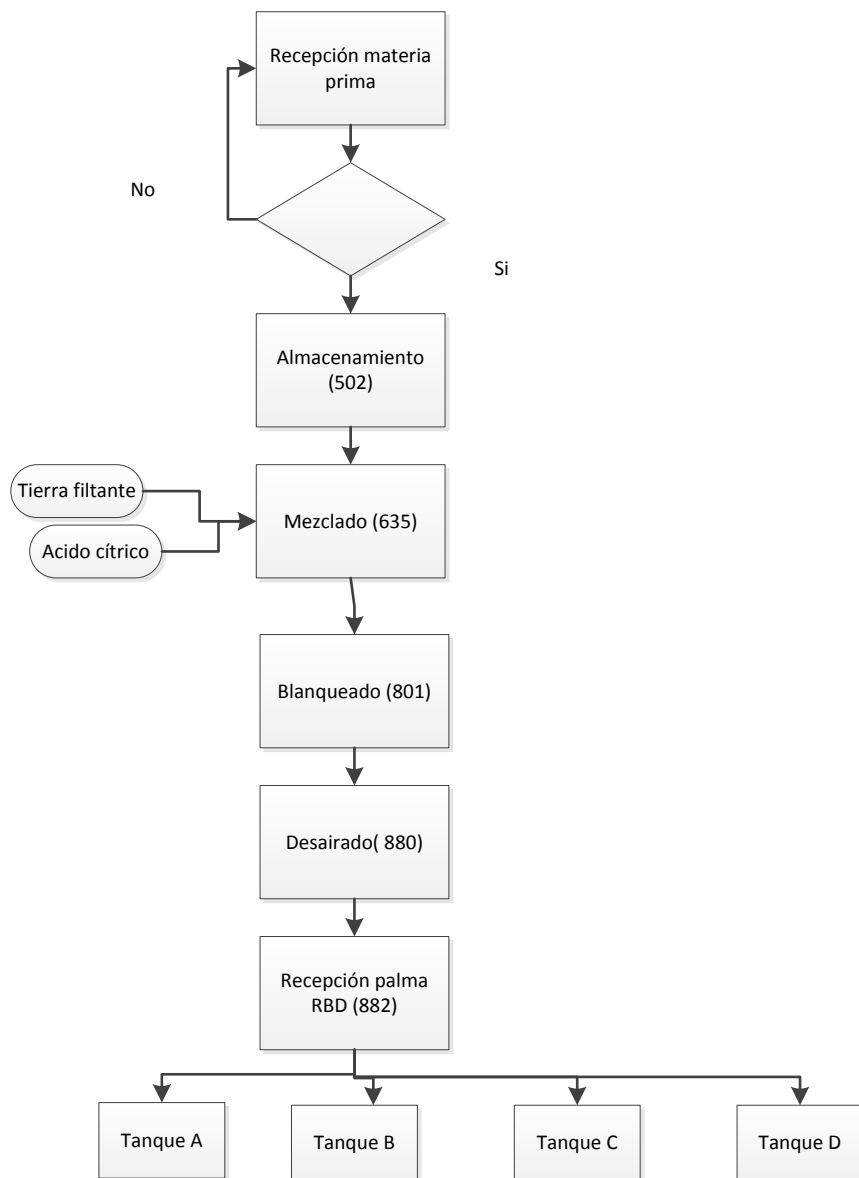 Recepción materia
prima
No
Si
Almacenamiento
(502)
Tierra filtante
Mezclado (635)
Acido cítrico
Blanqueado (801)
Desairado( 880)
Recepción palma
RBD (882)
Tanque A
Tanque B
Tanque C
Tanque D